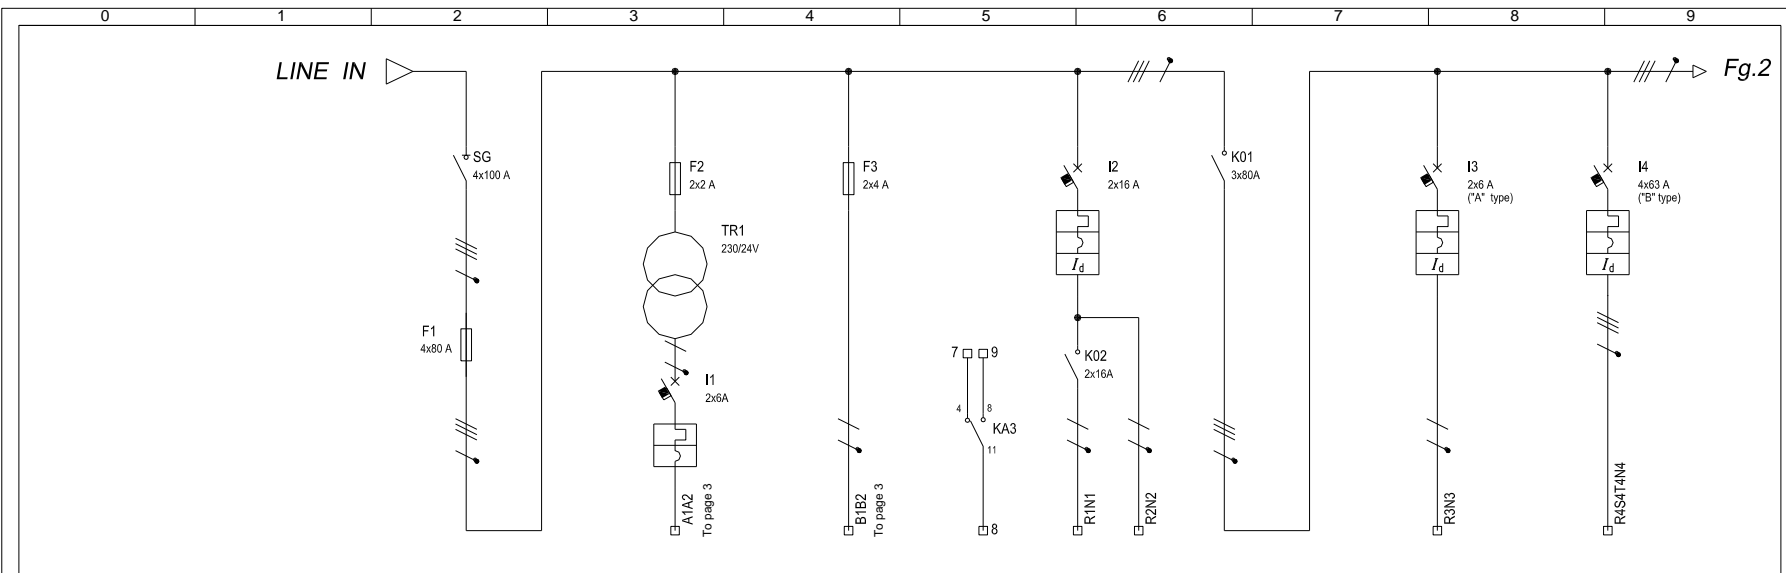 0 1 2 3 4 5 6 7 8 9
LINE IN
Fg.2
SG
4x100 A
F1
4x80 A
F2
2x2 A
TR1
230/24V
I1
2x6A
A1A2
To page 3
F3
2x4 A
B1B2
To page 3
7 9
4 8
KA3
11
8
I2
2x16 A
Id
K02
2x16A
R1N1
R2N2
K01
3x80A
I3
2x6 A
("A" type)
Id
R3N3
I4
4x63 A
("B" type)
Id
R4S4T4N4